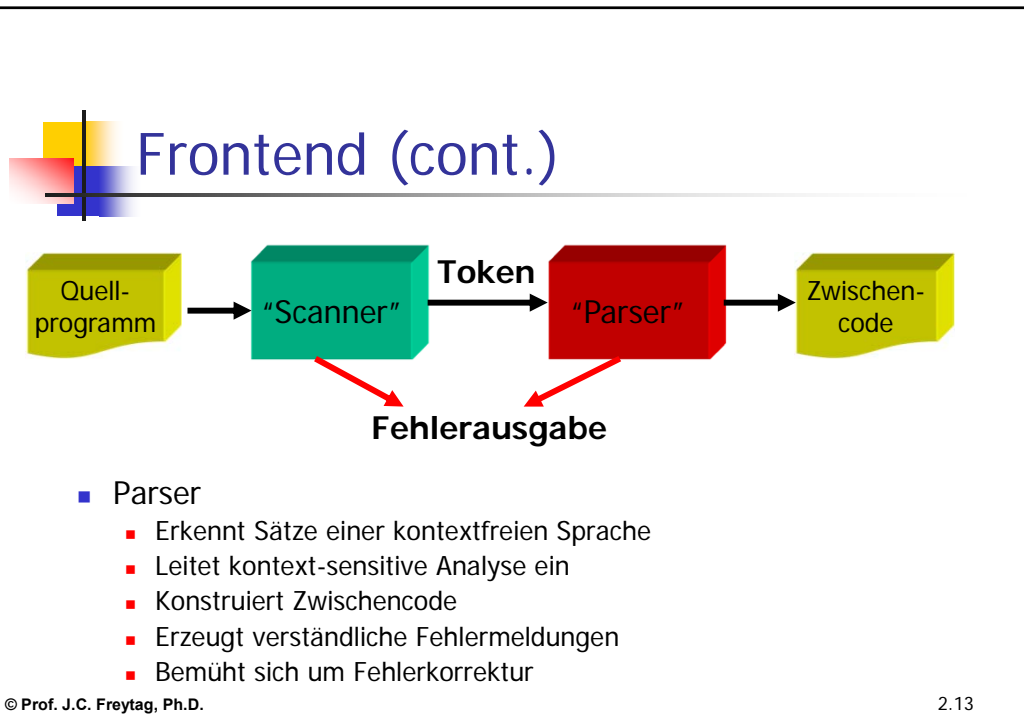 Frontend (cont.)
Quell-
programm
"Scanner"
Token
"Parser"
Zwischen-
code
Fehlerausgabe
Parser
Erkennt Sätze einer kontextfreien Sprache
Leitet kontext-sensitive Analyse ein
Konstruiert Zwischencode
Erzeugt verständliche Fehlermeldungen
Bemüht sich um Fehlerkorrektur
© Prof. J.C. Freytag, Ph.D.
2.13